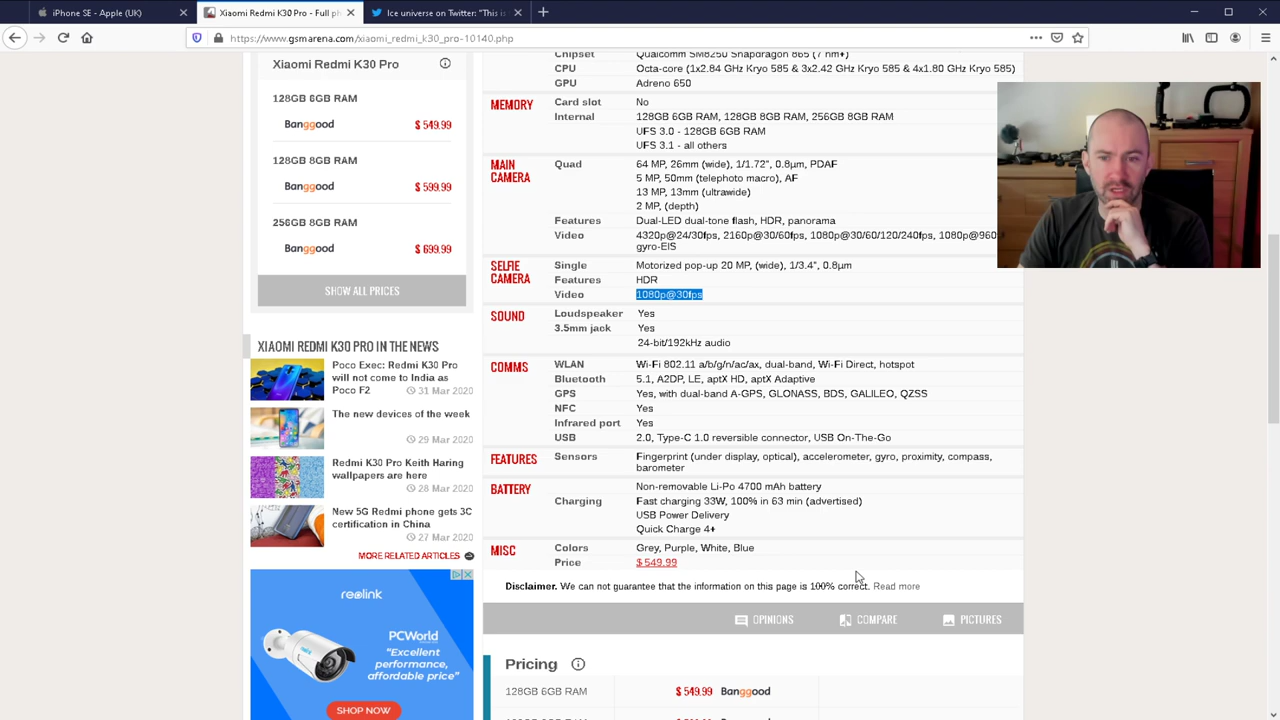 iPhone SE - Apple (UK)
Xiaomi Redmi K30 Pro - Full ph
Ice universe on Twitter: "This is
https://www.gsmarena.com/xiaomi_redmi_k30_pro-10140.php
Xiaomi Redmi K30 Pro
128GB 6GB RAM
Banggood $ 549.99
128GB 8GB RAM
Banggood $ 599.99
256GB 8GB RAM
Banggood $ 699.99
SHOW ALL PRICES
XIAOMI REDMI K30 PRO IN THE NEWS
Poco Exec: Redmi K30 Pro
will not come to India as
Poco F2
31 Mar 2020
The new devices of the week
29 Mar 2020
Redmi K30 Pro Keith Haring
wallpapers are here
28 Mar 2020
New 5G Redmi phone gets 3C
certification in China
27 Mar 2020
MORE RELATED ARTICLES
reolink
PCWorld
"Excellent
performance,
affordable price"
SHOP NOW
Chipset Qualcomm SM8250 Snapdragon 865 (7 nm+)
CPU Octa-core (1x2.84 GHz Kryo 585 & 3x2.42 GHz Kryo 585 & 4x1.80 GHz Kryo 585)
GPU Adreno 650
MEMORY Card slot No
Internal 128GB 6GB RAM, 128GB 8GB RAM, 256GB 8GB RAM
UFS 3.0 - 128GB 6GB RAM
UFS 3.1 - all others
MAIN CAMERA Quad 64 MP, 26mm (wide), 1/1.72", 0.8µm, PDAF
5 MP, 50mm (telephoto macro), AF
13 MP, 13mm (ultrawide)
2 MP, (depth)
Features Dual-LED dual-tone flash, HDR, panorama
Video 4320p@24/30fps, 2160p@30/60fps, 1080p@30/60/120/240fps, 1080p@960
gyro-EIS
SELFIE CAMERA Single Motorized pop-up 20 MP, (wide), 1/3.4", 0.8µm
Features HDR
Video 1080p@30fps
SOUND Loudspeaker Yes
3.5mm jack Yes
24-bit/192kHz audio
COMMS WLAN Wi-Fi 802.11 a/b/g/n/ac/ax, dual-band, Wi-Fi Direct, hotspot
Bluetooth 5.1, A2DP, LE, aptX HD, aptX Adaptive
GPS Yes, with dual-band A-GPS, GLONASS, BDS, GALILEO, QZSS
NFC Yes
Infrared port Yes
USB 2.0, Type-C 1.0 reversible connector, USB On-The-Go
FEATURES Sensors Fingerprint (under display, optical), accelerometer, gyro, proximity, compass,
barometer
BATTERY Non-removable Li-Po 4700 mAh battery
Charging Fast charging 33W, 100% in 63 min (advertised)
USB Power Delivery
Quick Charge 4+
MISC Colors Grey, Purple, White, Blue
Price $ 549.99
Disclaimer. We can not guarantee that the information on this page is 100% correct. Read more
OPINIONS COMPARE PICTURES
Pricing
128GB 6GB RAM $ 549.99 Banggood